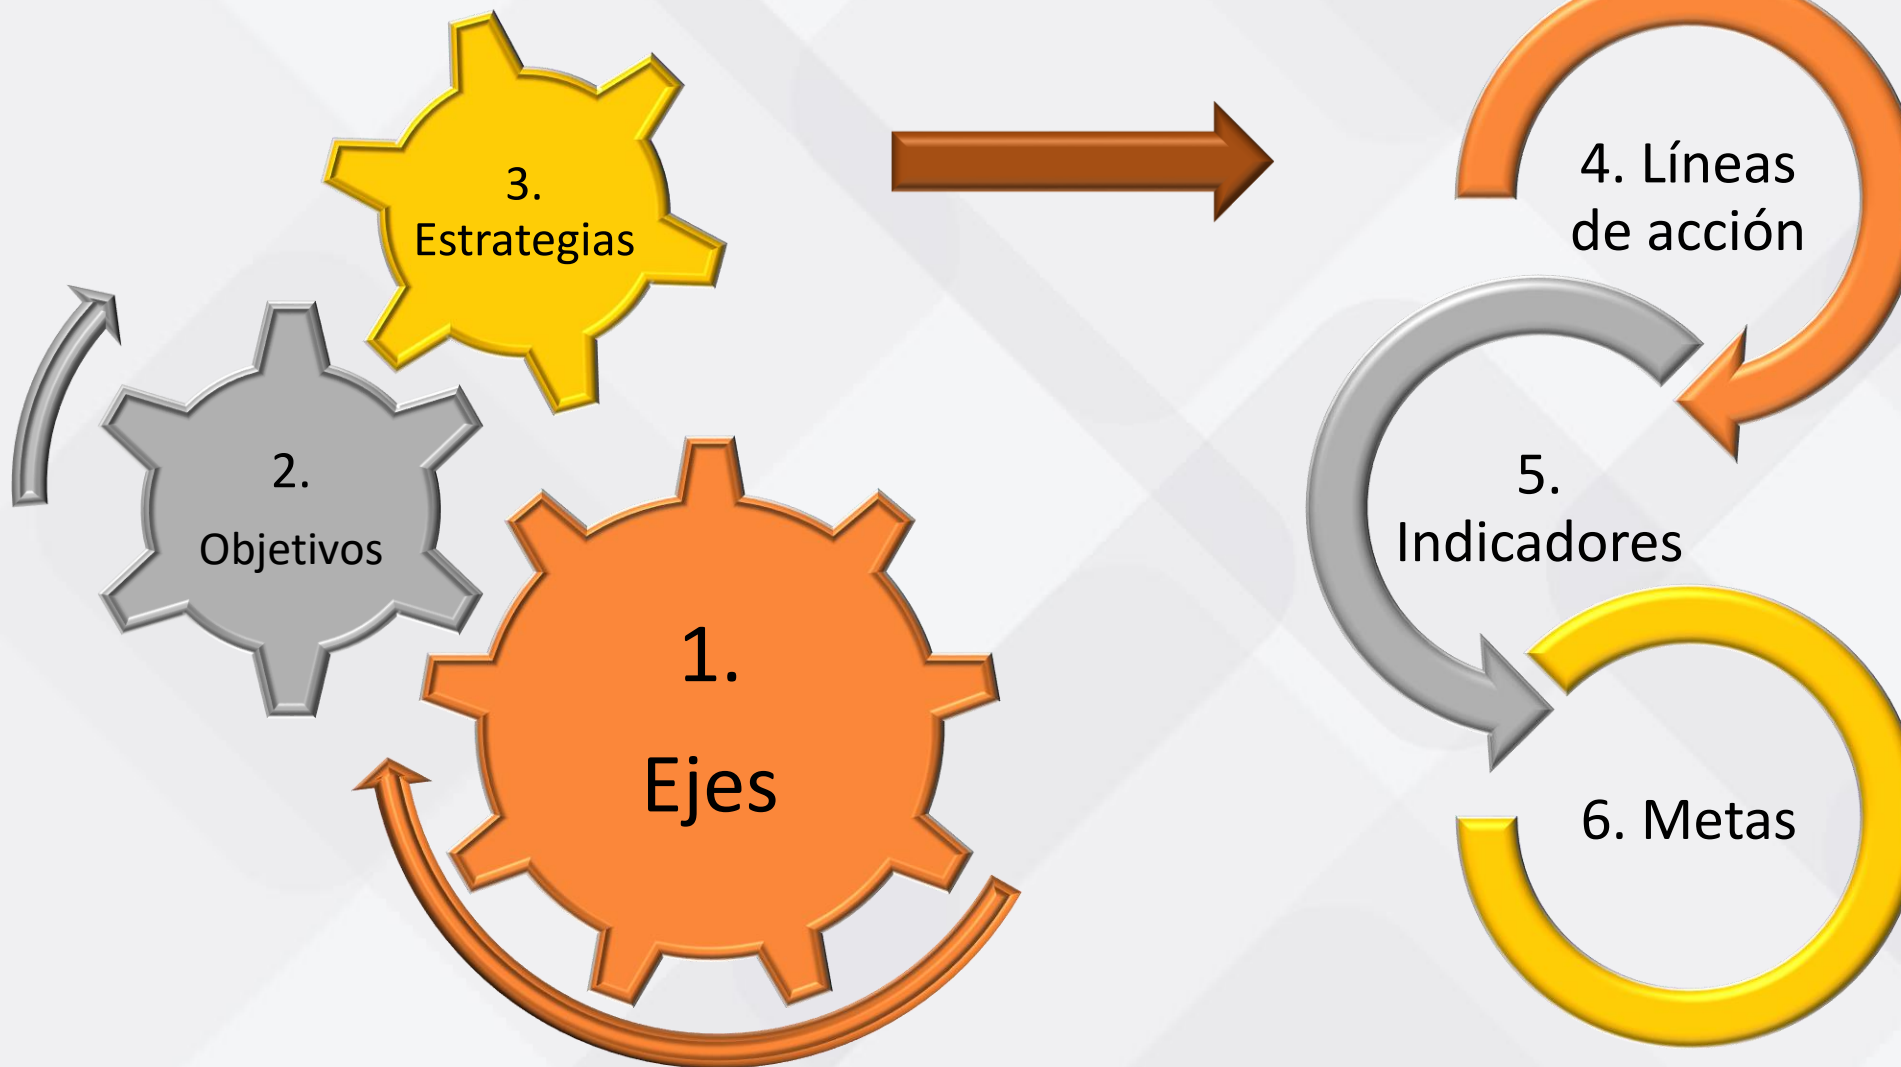 1.
Ejes
2.
Objetivos
3.
Estrategias
4. Líneas
de acción
5.
Indicadores
6. Metas